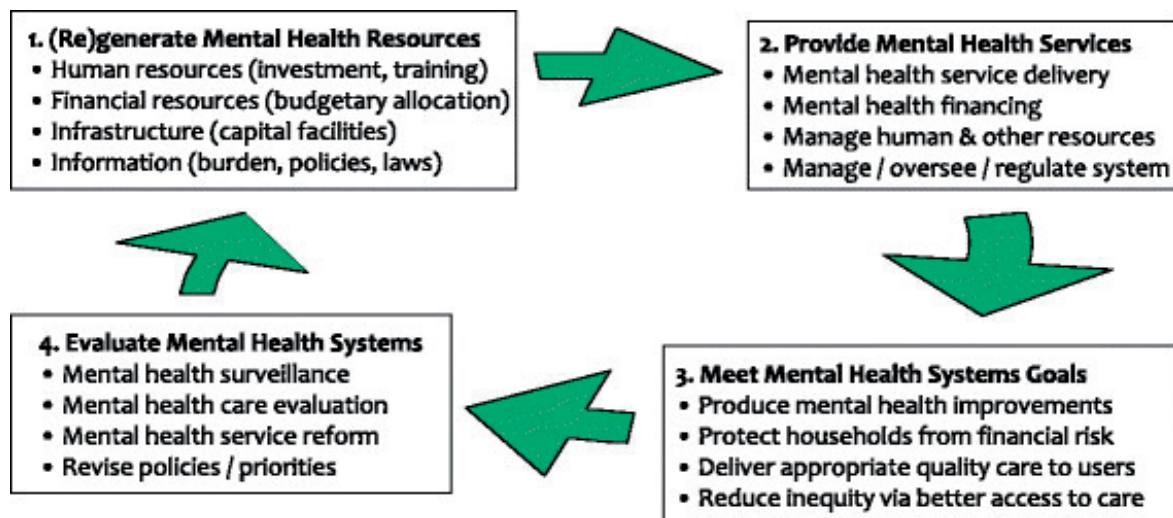 1. (Re)generate Mental Health Resources
• Human resources (investment, training)
• Financial resources (budgetary allocation)
• Infrastructure (capital facilities)
• Information (burden, policies, laws)
2. Provide Mental Health Services
• Mental health service delivery
• Mental health financing
• Manage human & other resources
• Manage / oversee / regulate system
3. Meet Mental Health Systems Goals
• Produce mental health improvements
• Protect households from financial risk
• Deliver appropriate quality care to users
• Reduce inequity via better access to care
4. Evaluate Mental Health Systems
• Mental health surveillance
• Mental health care evaluation
• Mental health service reform
• Revise policies / priorities